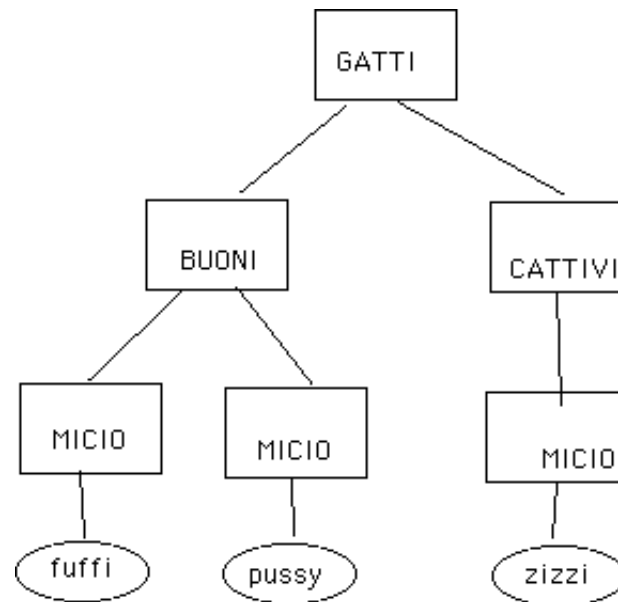 GATTI
BUONI
CATTIVI
MICIO
MICIO
MICIO
fuffi
pussy
zizzi